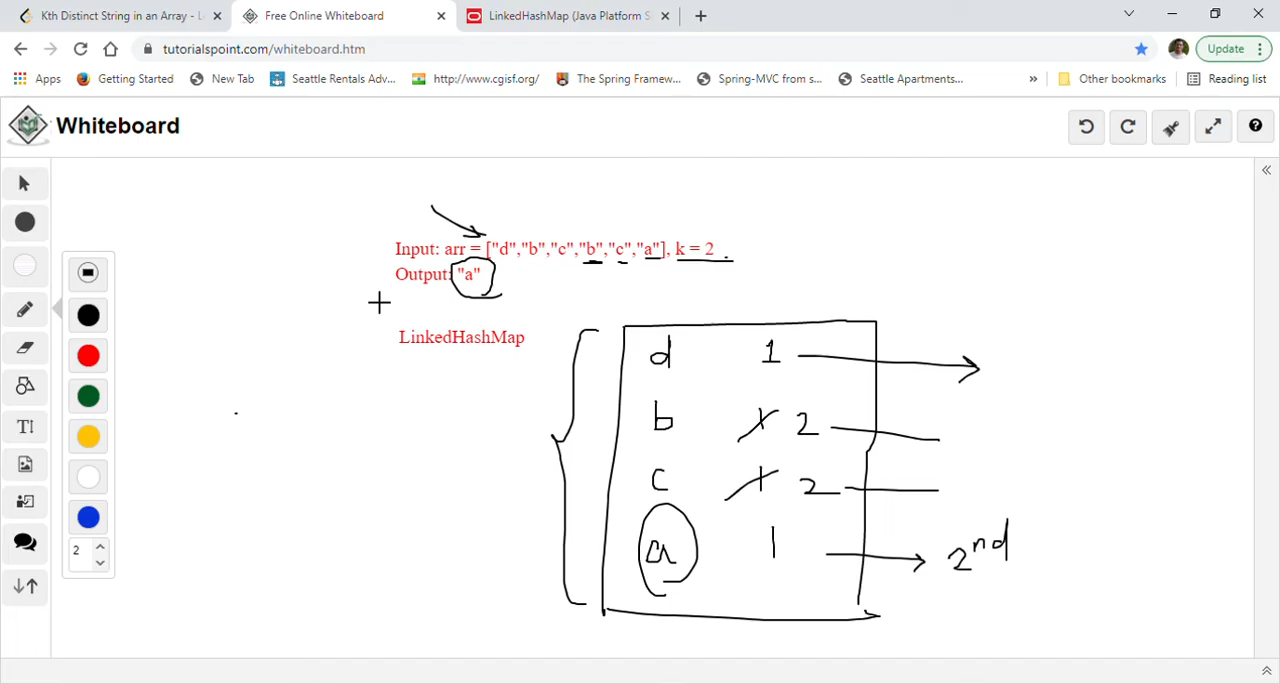 Kth Distinct String in an Array - L
Free Online Whiteboard
LinkedHashMap (Java Platform S
tutorialspoint.com/whiteboard.htm
Update
Apps
Getting Started
New Tab
Seattle Rentals Adv...
http://www.cgisf.org/
The Spring Framew...
Spring-MVC from s...
Seattle Apartments...
»
Other bookmarks
Reading list
Whiteboard
Input: arr = ["d","b","c","b","c","a"], k = 2
Output: "a"
LinkedHashMap
d 1
b 1 2
c 1 2
a 1 2nd
T
2